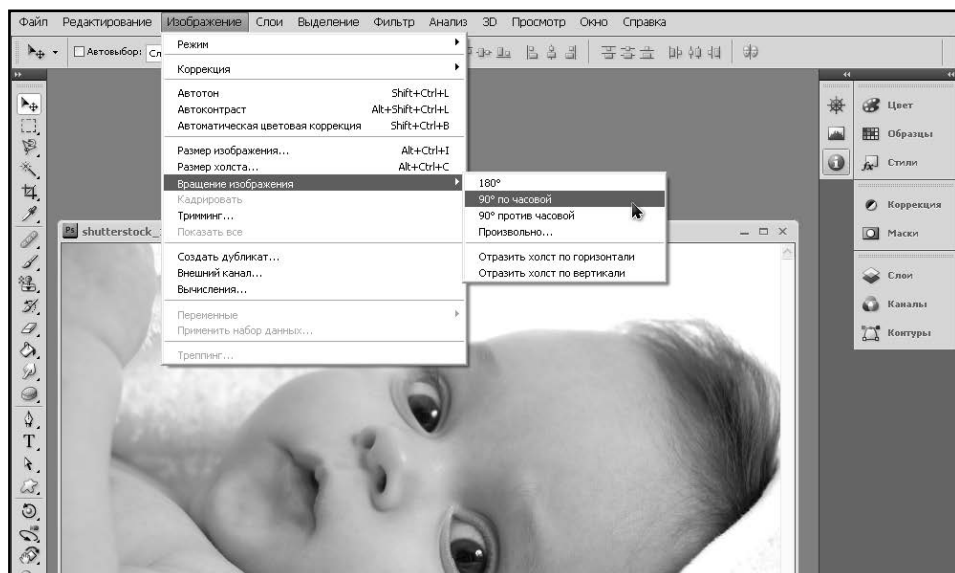 Файл Редактирование Изображение Слои Выделение Фильтр Анализ 3D Просмотр Окно Справка
Автовыбор:
Режим
Коррекция
Автотон Shift+Ctrl+L
Автоконтраст Alt+Shift+Ctrl+L
Автоматическая цветовая коррекция Shift+Ctrl+B
Размер изображения... Alt+Ctrl+I
Размер холста... Alt+Ctrl+C
Вращение изображения
Кадрировать
Тримминг...
Показать все
Создать дубликат...
Внешний канал...
Вычисления...
Переменные
Применить набор данных...
Треппинг...
180°
90° по часовой
90° против часовой
Произвольно...
Отразить холст по горизонтали
Отразить холст по вертикали
Ps shutterstock_
Цвет
Образцы
Стили
Коррекция
Маски
Слои
Каналы
Контуры